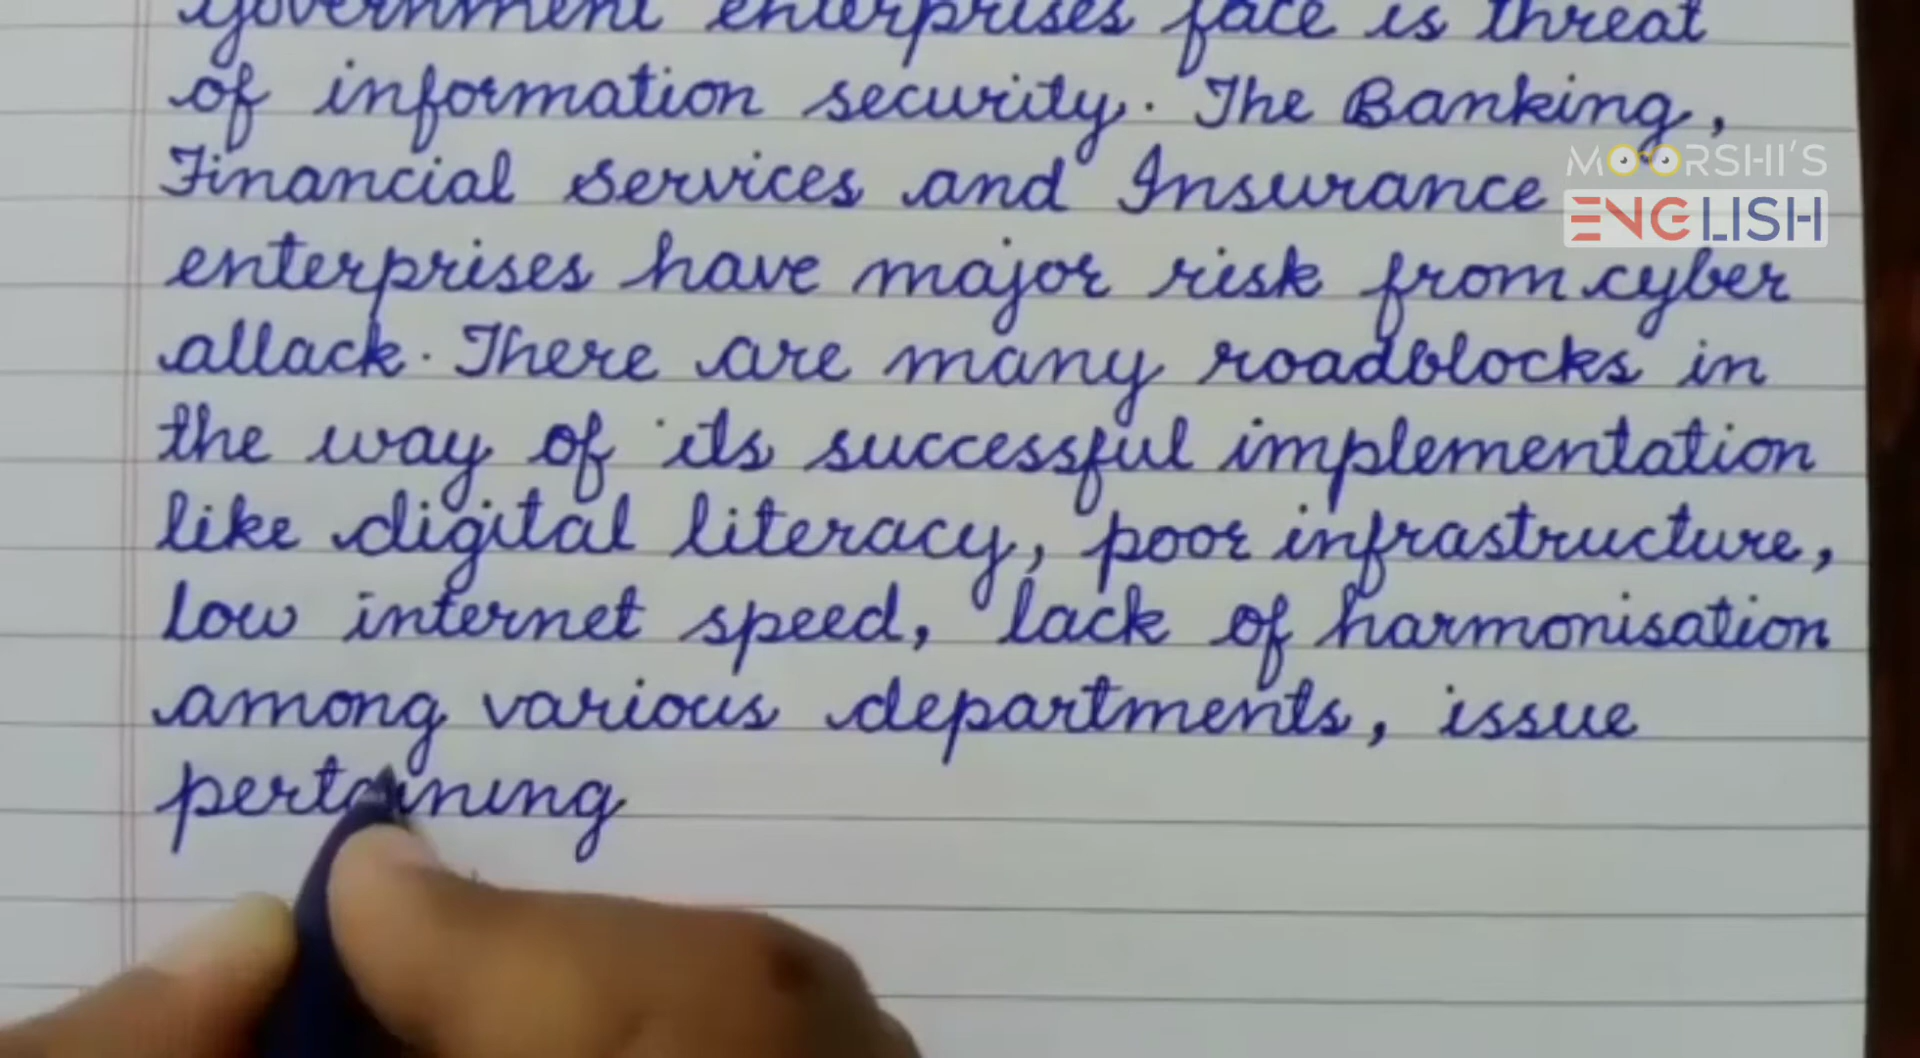 government enterprises face is threat
of information security. The Banking,
Financial Services and Insurance
enterprises have major risk from cyber
attack. There are many roadblocks in
the way of its successful implementation
like digital literacy, poor infrastructure,
low internet speed, lack of harmonisation
among various departments, issue
pertaining
MOORSHI'S
ENGLISH